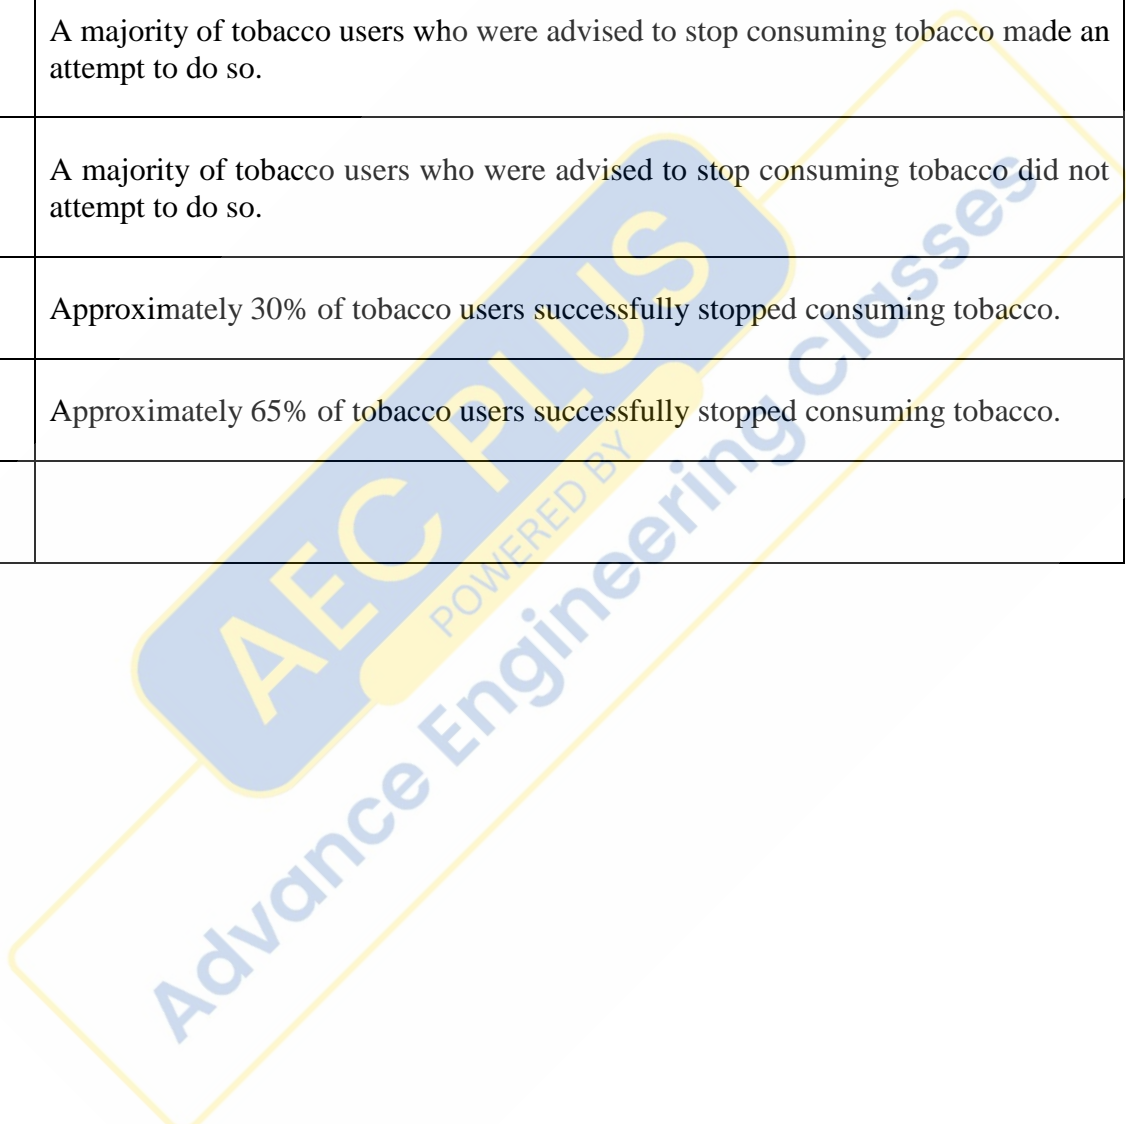 A majority of tobacco users who were advised to stop consuming tobacco made an
attempt to do so.
A majority of tobacco users who were advised to stop consuming tobacco did not
attempt to do so.
Approximately 30% of tobacco users successfully stopped consuming tobacco.
Approximately 65% of tobacco users successfully stopped consuming tobacco.
AEC PLUS
POWERED BY
Advance Engineering Classes